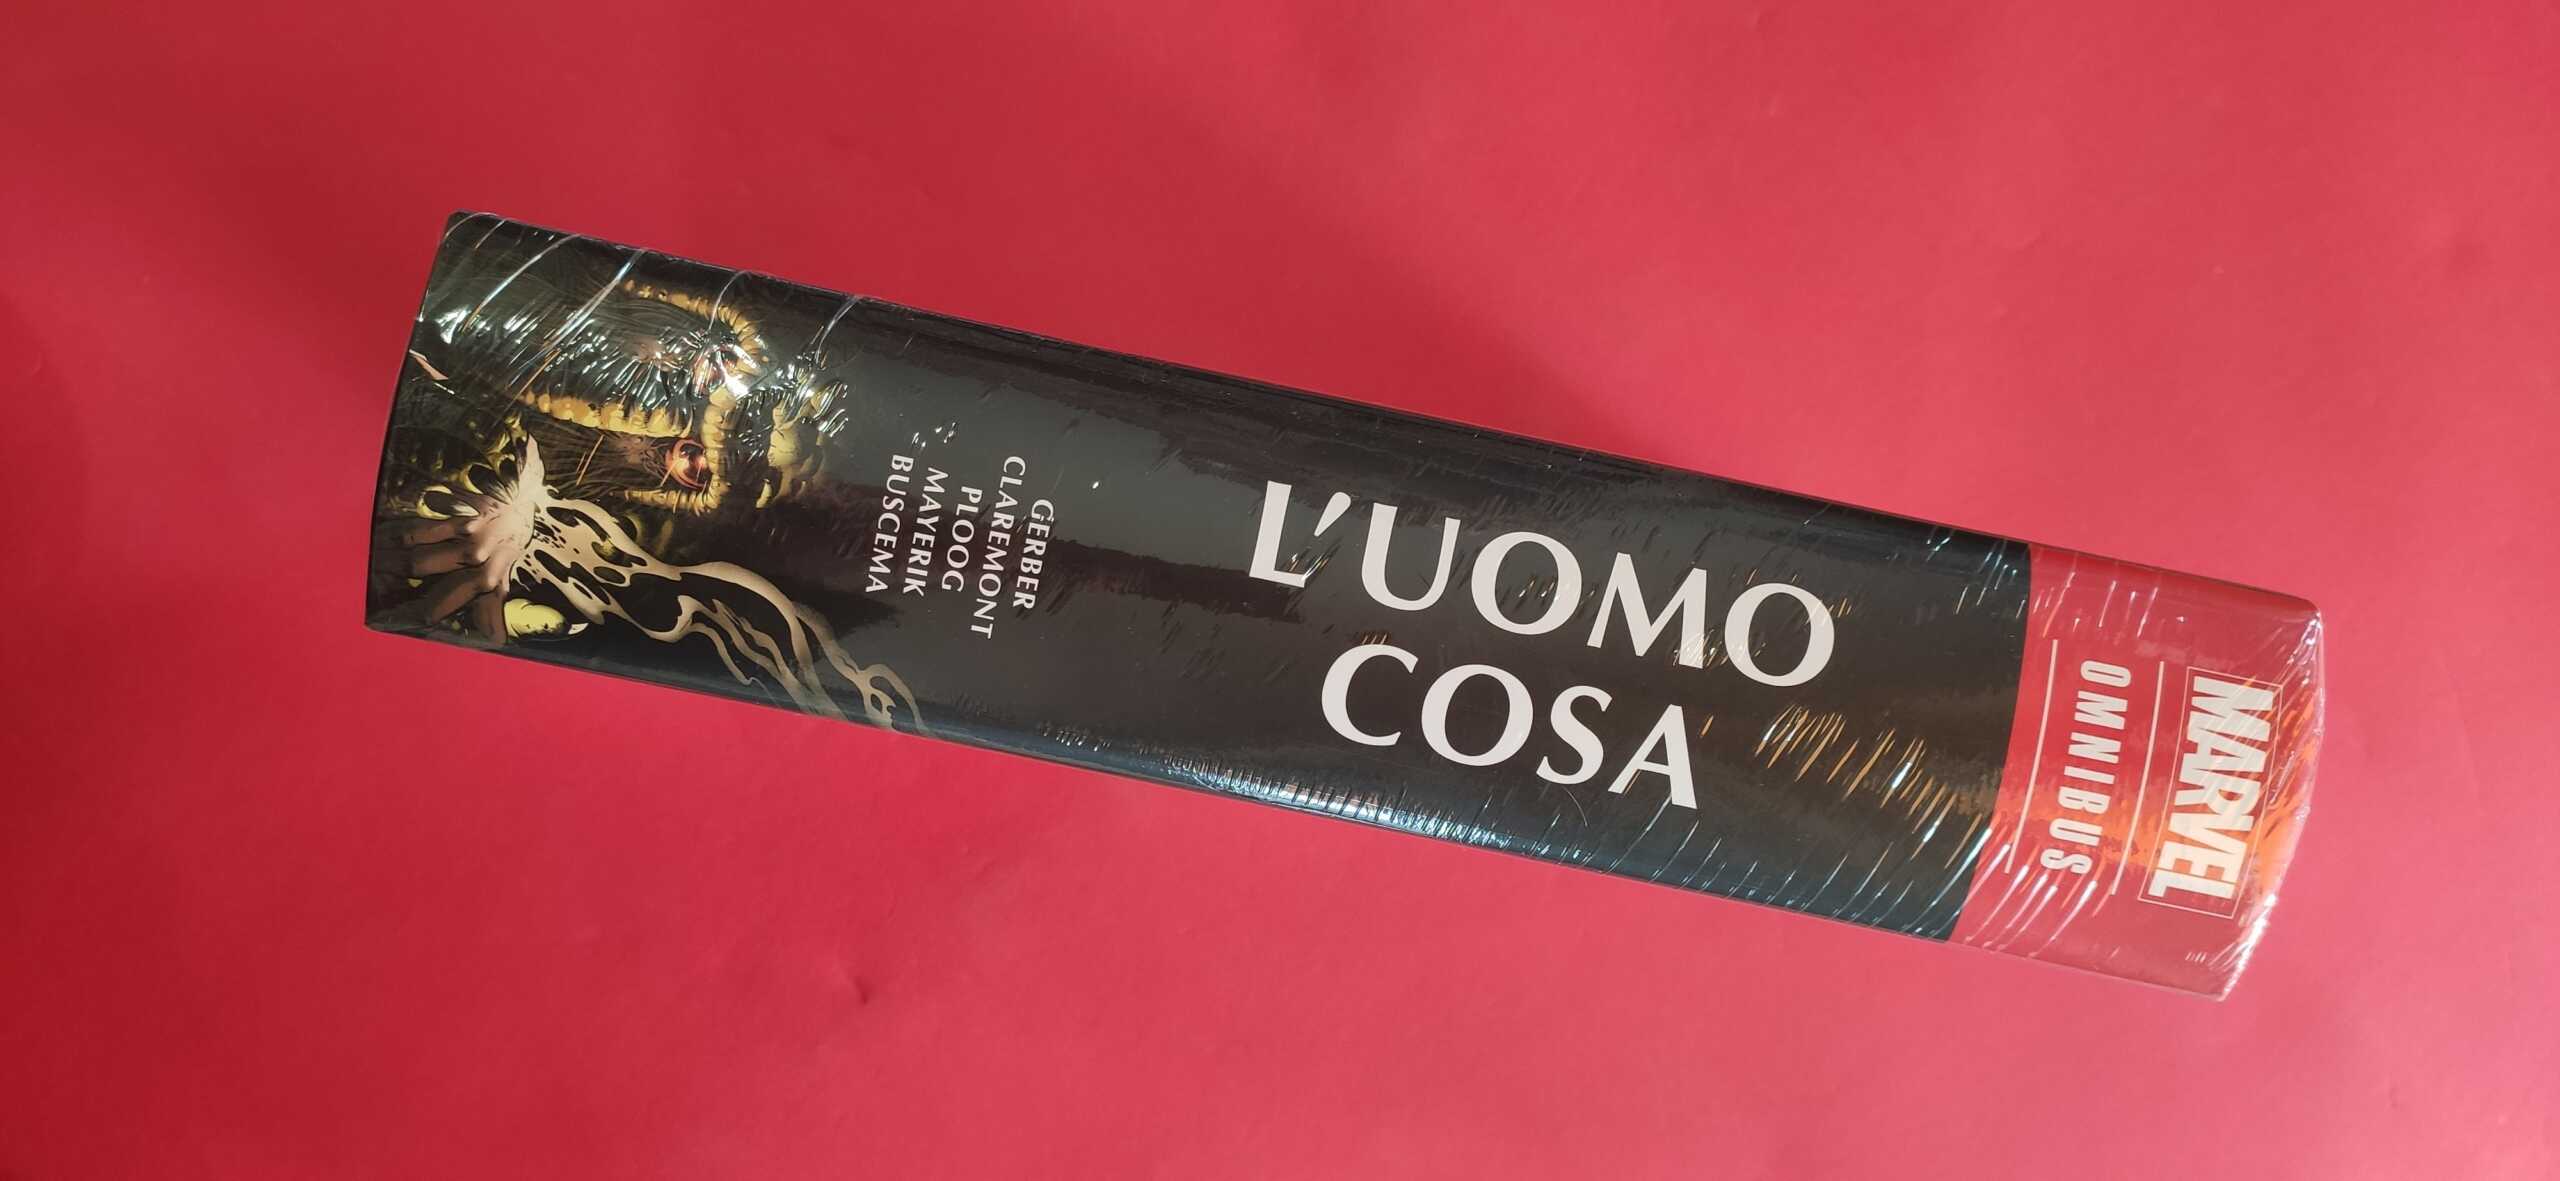 MARVEL
OMNIBUS
L'UOMO
COSA
GERBER
CLAREMONT
PLOOG
MAYERIK
BUSCEMA